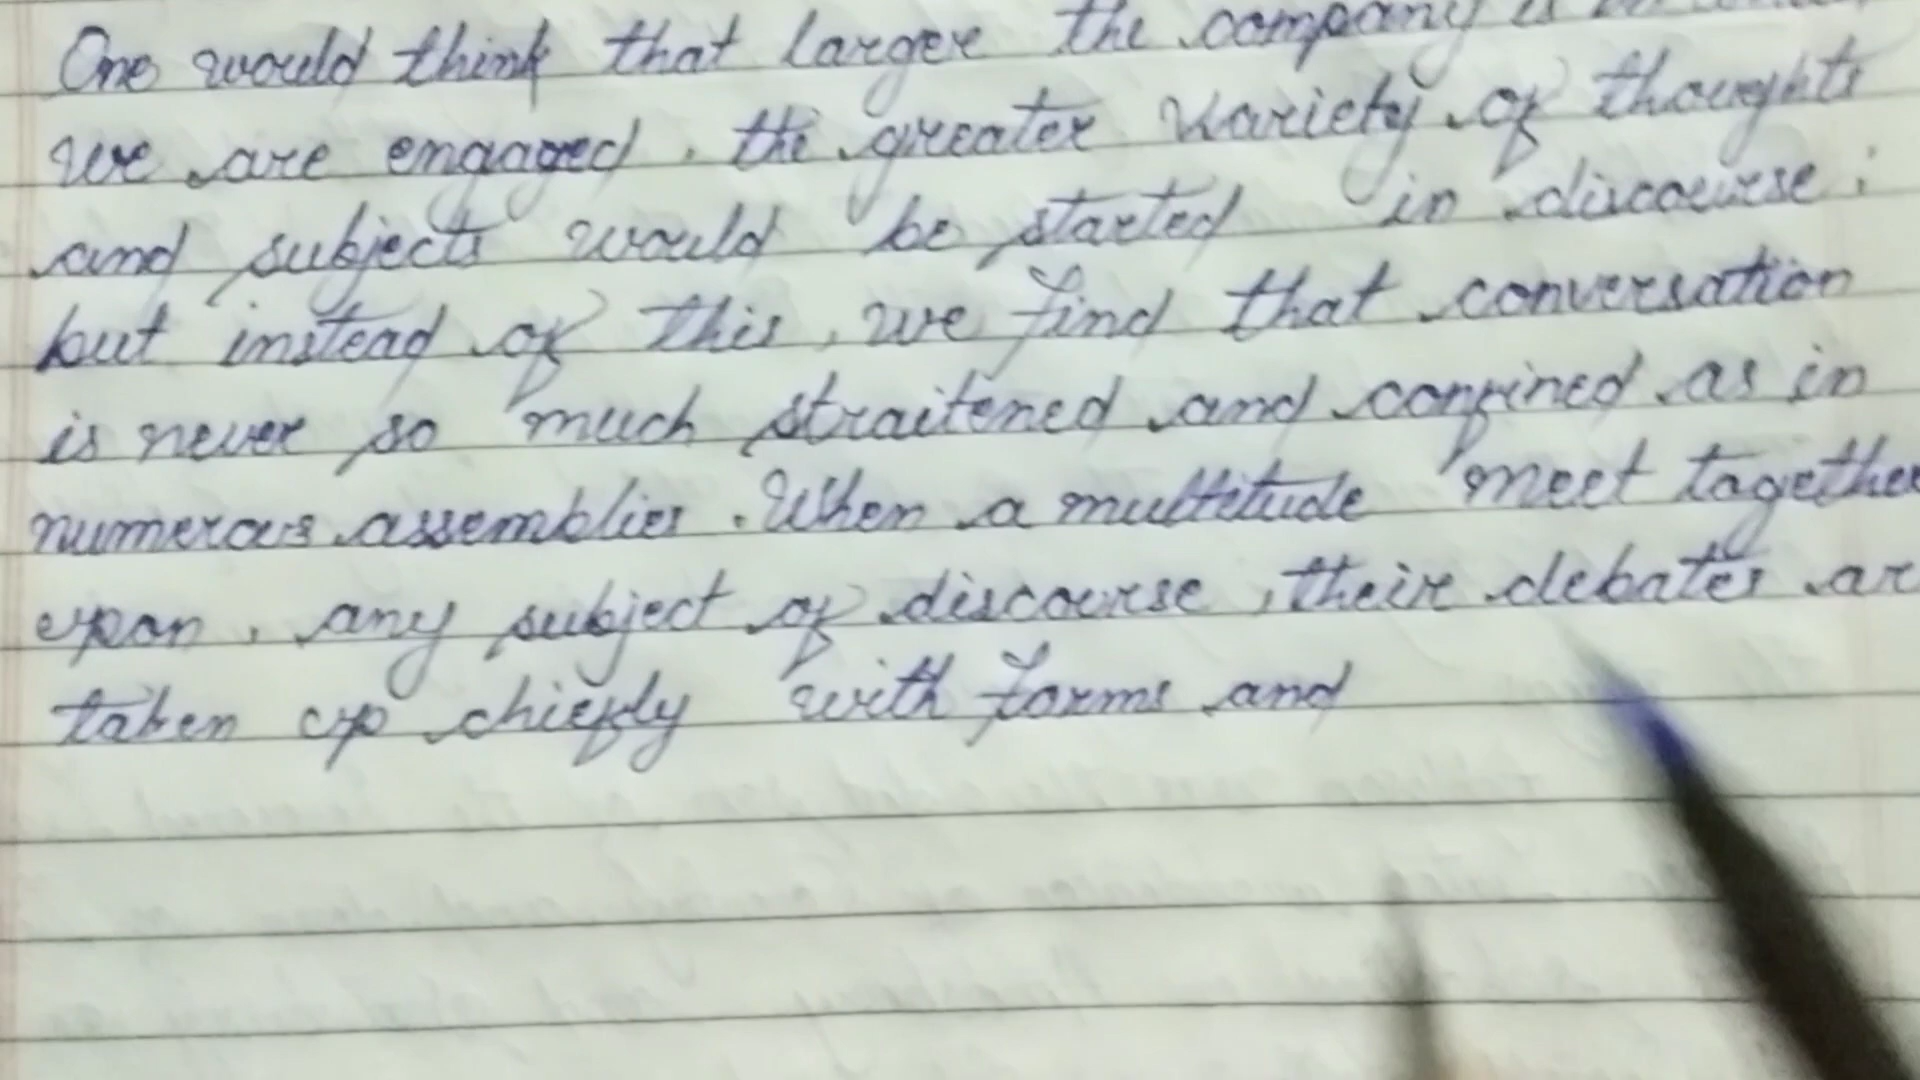 One would think that larger the company is
we are engaged, the greater variety of thoughts
and subjects would be started in discourse;
but instead of this, we find that conversation
is never so much straitened and confined as in
numerous assemblies. When a multitude meet together
upon, any subject of discourse, their debates ar
taken up chiefly with forms and